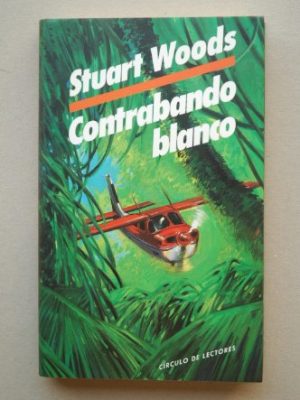 Stuart Woods
Contrabando
blanco
CÍRCULO DE LECTORES